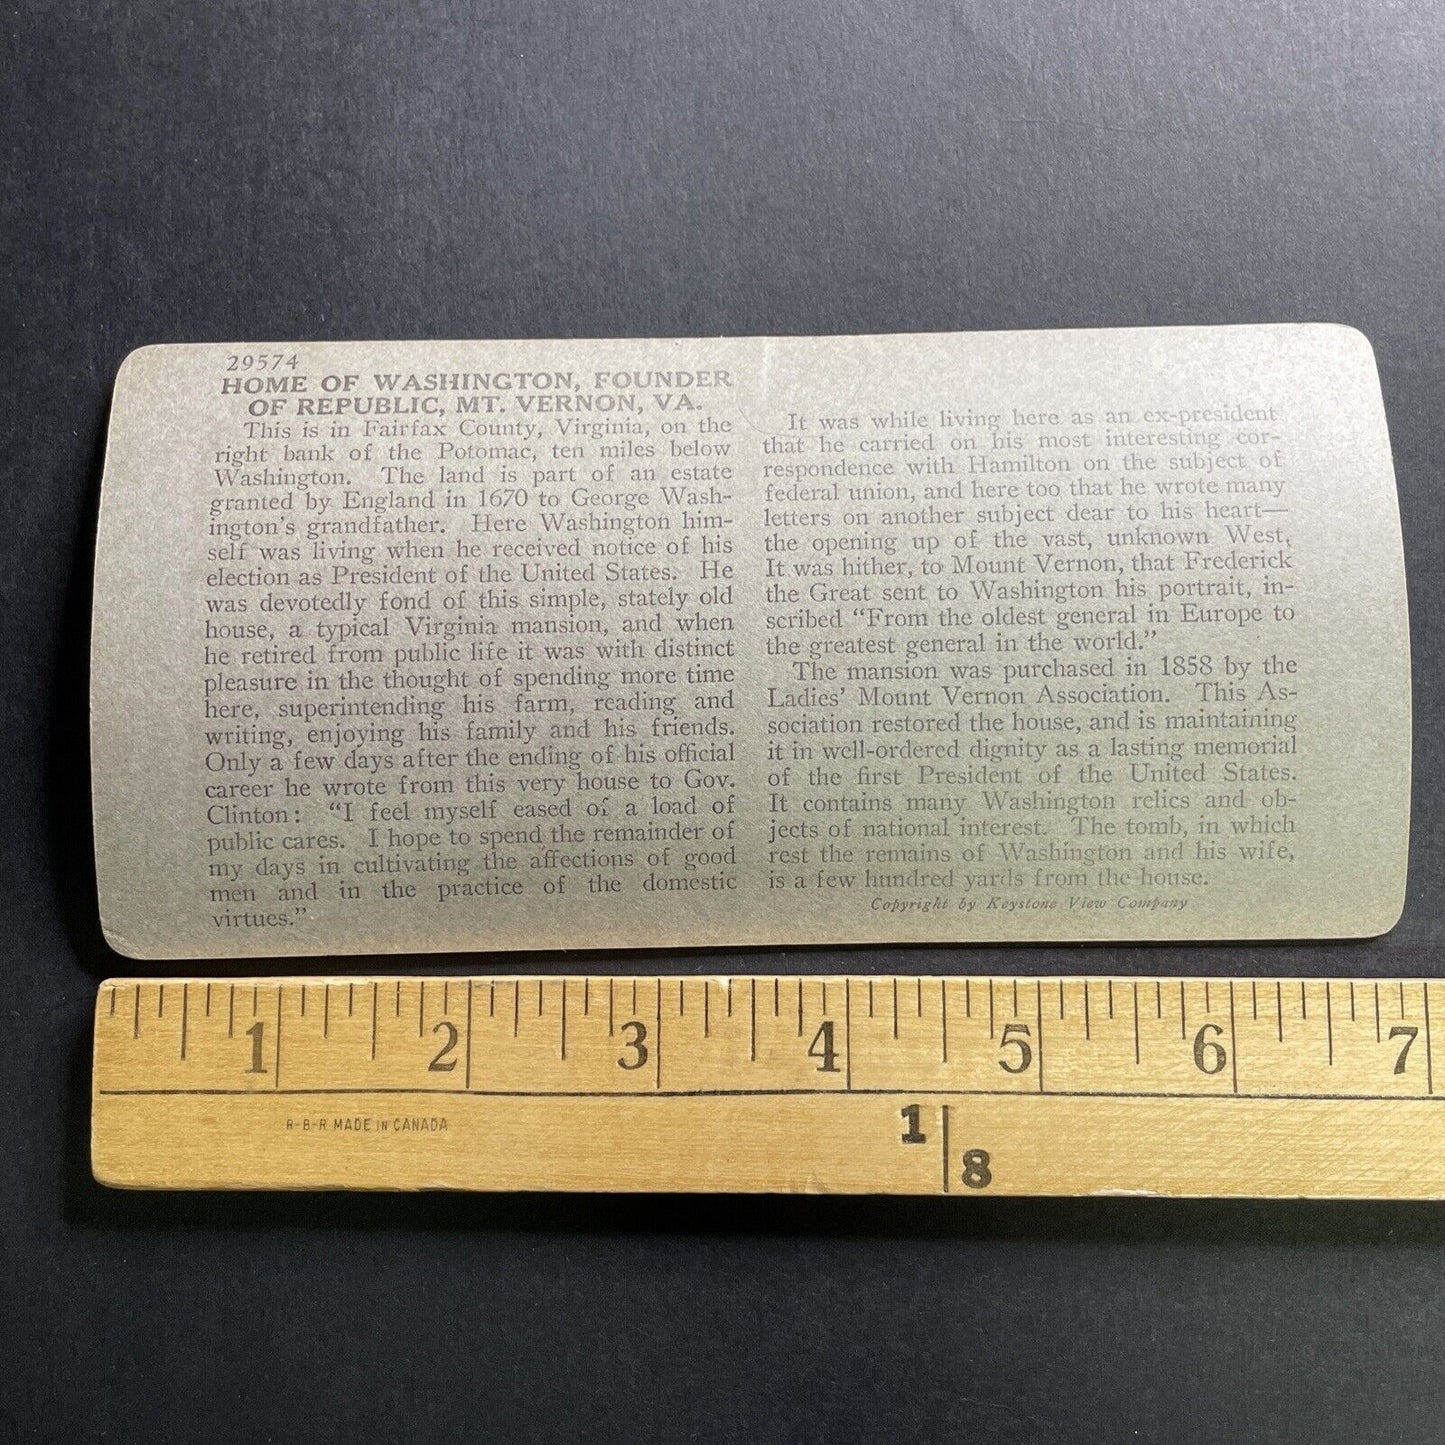 29574
HOME OF WASHINGTON, FOUNDER
OF REPUBLIC, MT. VERNON, VA.
This is in Fairfax County, Virginia, on the
right bank of the Potomac, ten miles below
Washington. The land is part of an estate
granted by England in 1670 to George Wash-
ington's grandfather. Here Washington him-
self was living when he received notice of his
election as President of the United States. He
was devotedly fond of this simple, stately old
house, a typical Virginia mansion, and when
he retired from public life it was with distinct
pleasure in the thought of spending more time
here, superintending his farm, reading and
writing, enjoying his family and his friends.
Only a few days after the ending of his official
career he wrote from this very house to Gov.
Clinton: "I feel myself eased of a load of
public cares. I hope to spend the remainder of
my days in cultivating the affections of good
men and in the practice of the domestic
virtues."
It was while living here as an ex-president
that he carried on his most interesting cor-
respondence with Hamilton on the subject of
federal union, and here too that he wrote many
letters on another subject dear to his heart—
the opening up of the vast, unknown West.
It was hither, to Mount Vernon, that Frederick
the Great sent to Washington his portrait, in-
scribed "From the oldest general in Europe to
the greatest general in the world."
The mansion was purchased in 1858 by the
Ladies' Mount Vernon Association. This As-
sociation restored the house, and is maintaining
it in well-ordered dignity as a lasting memorial
of the first President of the United States.
It contains many Washington relics and ob-
jects of national interest. The tomb, in which
rest the remains of Washington and his wife,
is a few hundred yards from the house.
Copyright by Keystone View Company
1 2 3 4 5 6 7
R-B-R MADE IN CANADA
1
8